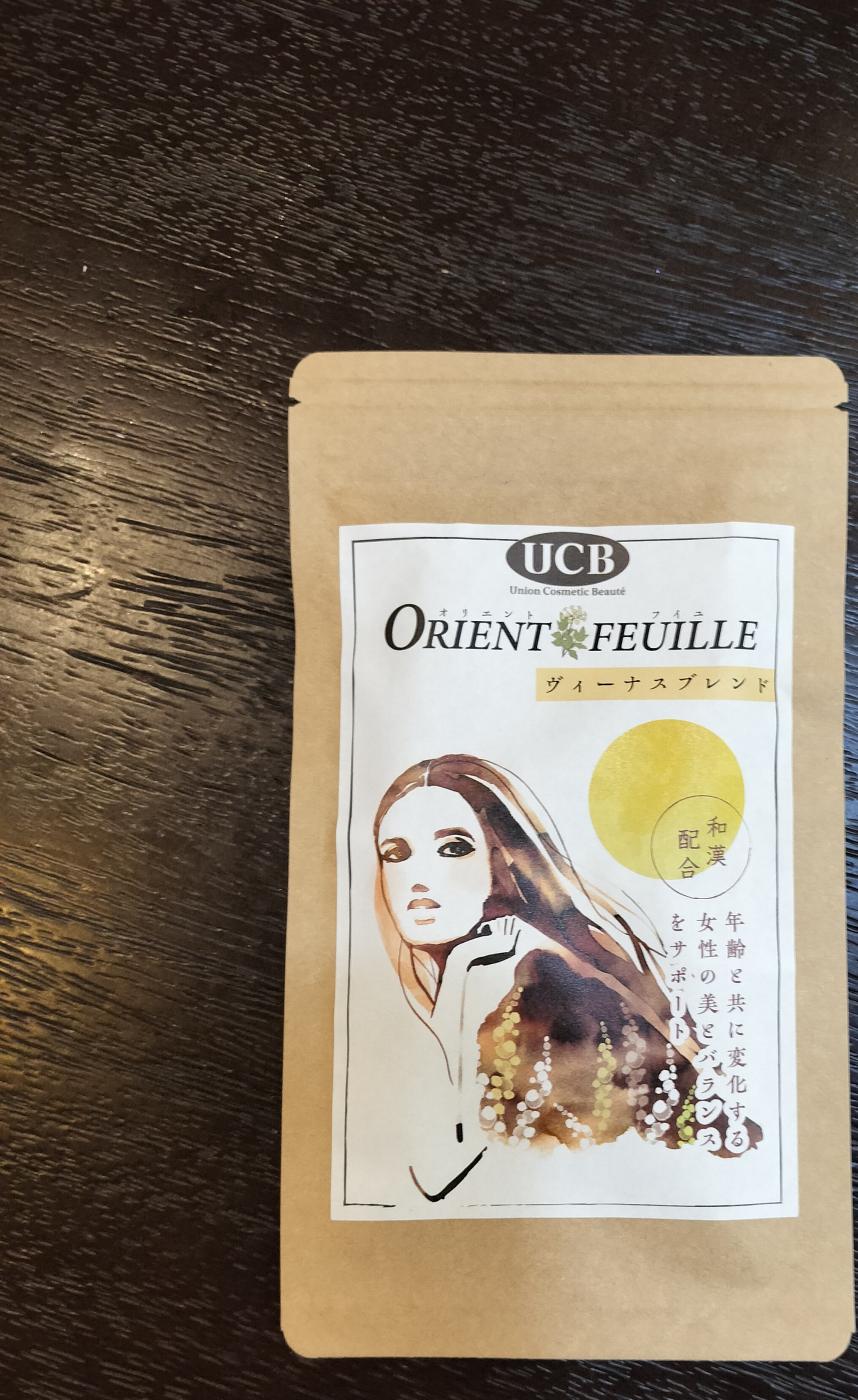 UCB
Union Cosmetic Beauté
オリエント フイユ
ORIENT FEUILLE
ヴィーナスブレンド
和漢
配合
年齢と共に変化する
女性の美とバランス
をサポート